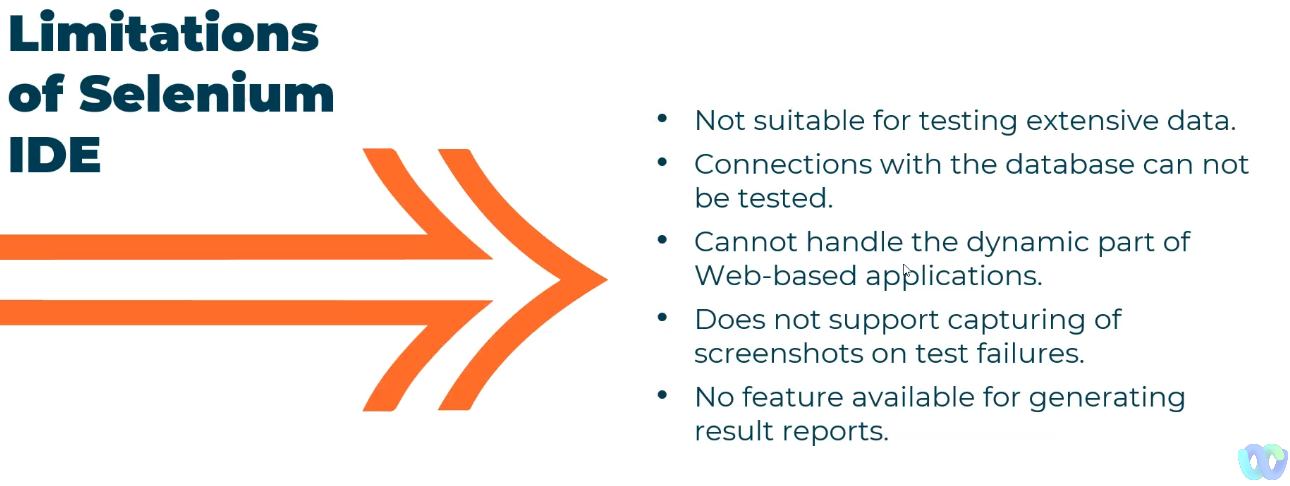 Limitations
of Selenium
IDE
• Not suitable for testing extensive data.
• Connections with the database can not
be tested.
• Cannot handle the dynamic part of
Web-based applications.
• Does not support capturing of
screenshots on test failures.
• No feature available for generating
result reports.